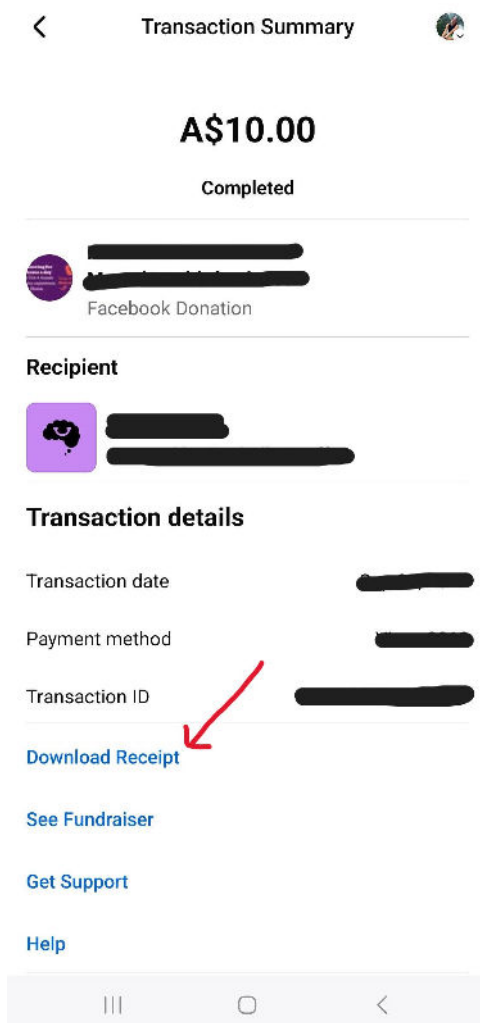 Transaction Summary
A$10.00
Completed
Facebook Donation
Recipient
Transaction details
Transaction date
Payment method
Transaction ID
Download Receipt
See Fundraiser
Get Support
Help